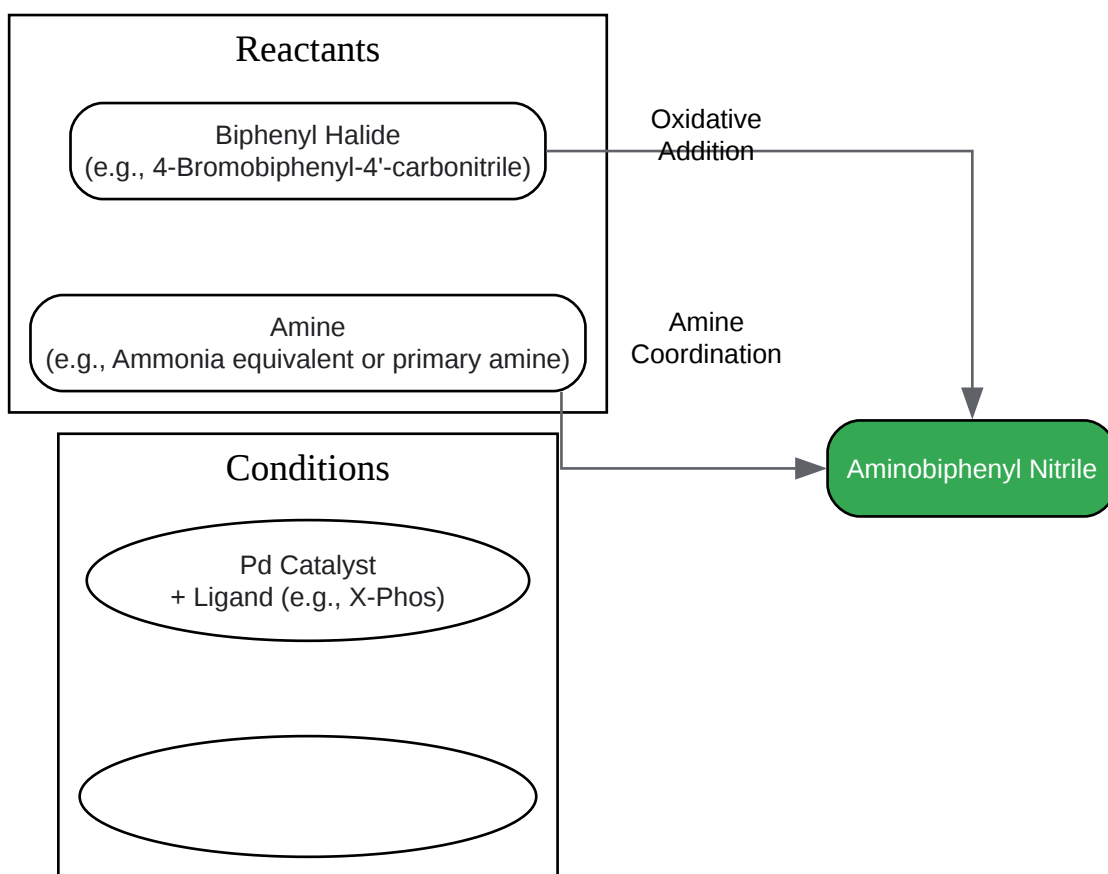 Reactants
Biphenyl Halide
(e.g., 4-Bromobiphenyl-4'-carbonitrile)
Oxidative
Addition
Amine
(e.g., Ammonia equivalent or primary amine)
Amine
Coordination
Conditions
Aminobiphenyl Nitrile
Pd Catalyst
+ Ligand (e.g., X-Phos)